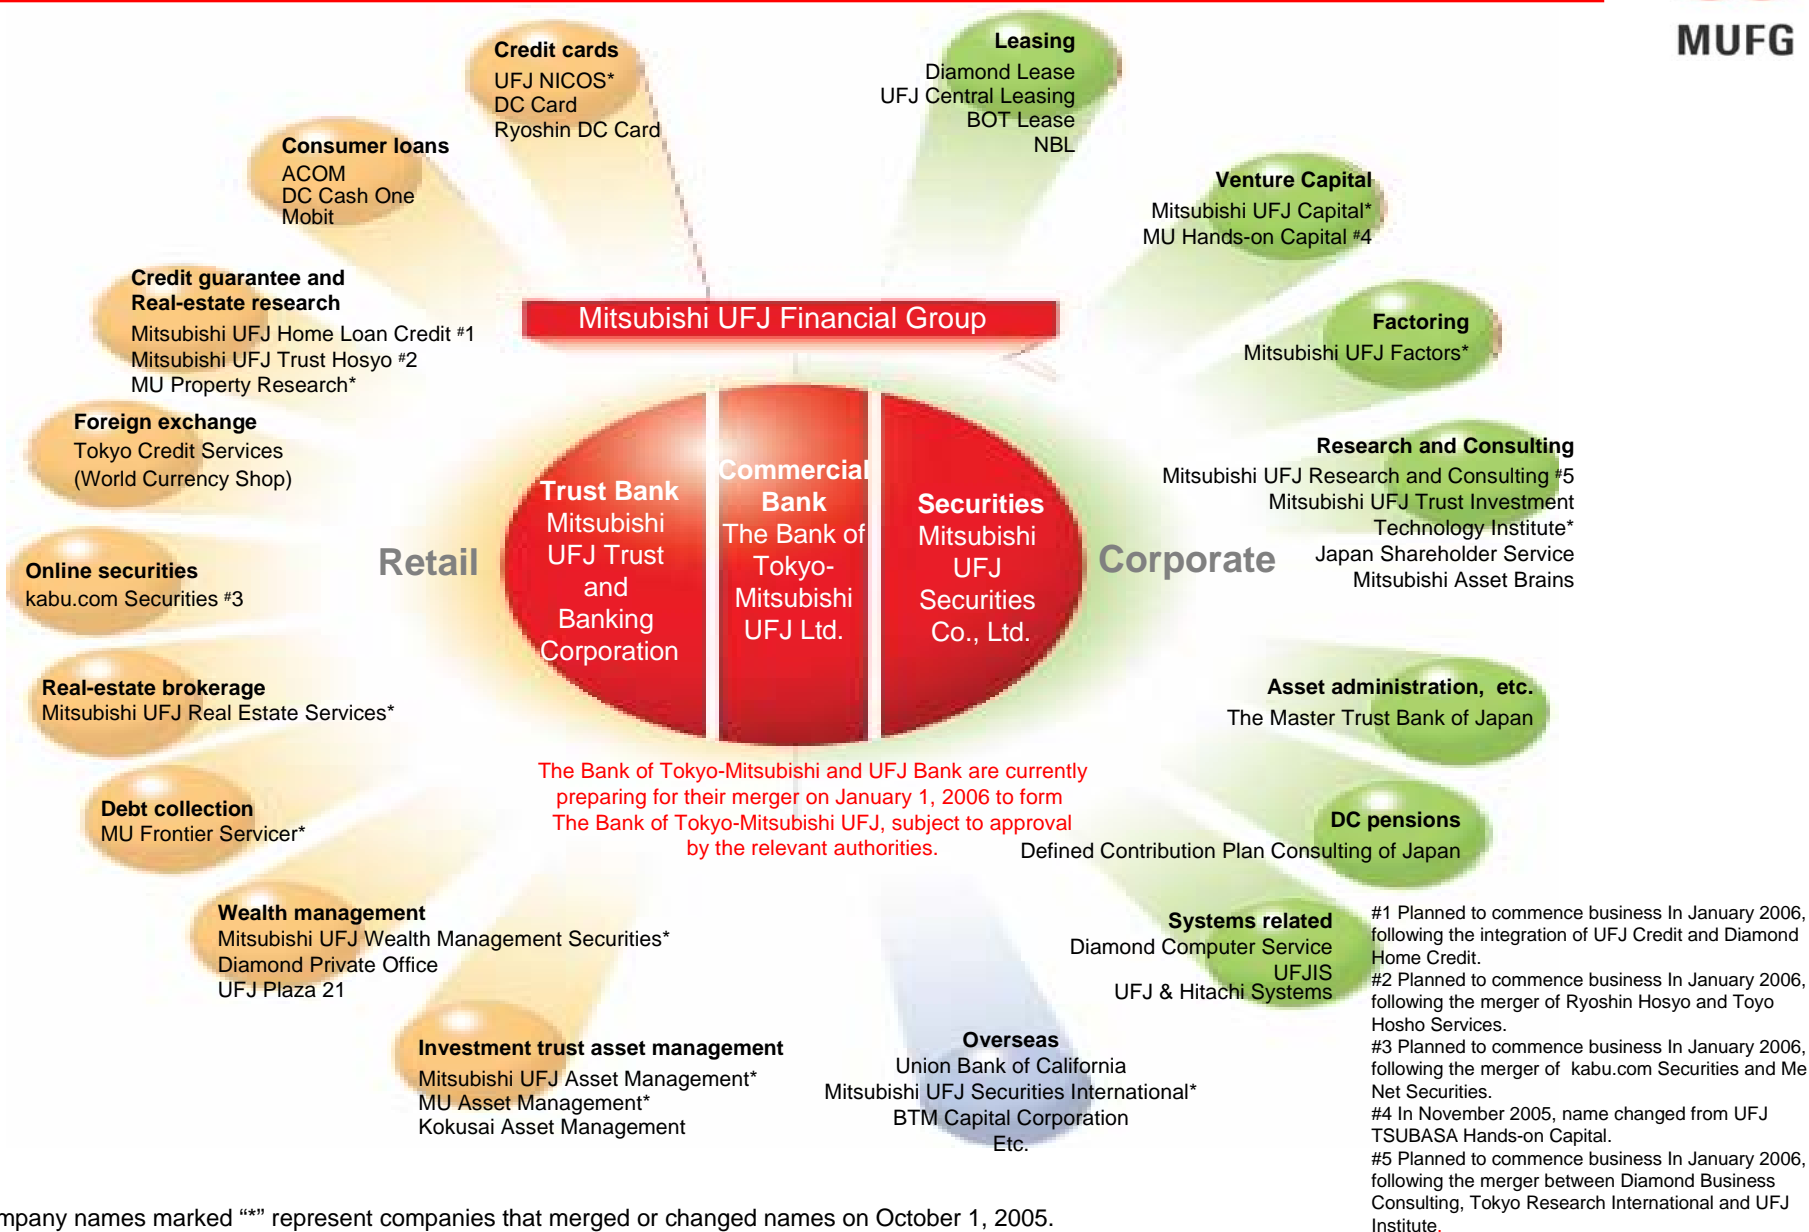 MUFG
Credit cards
UFJ NICOS*
DC Card
Ryoshin DC Card
Leasing
Diamond Lease
UFJ Central Leasing
BOT Lease
NBL
Consumer loans
ACOM
DC Cash One
Mobit
Venture Capital
Mitsubishi UFJ Capital*
MU Hands-on Capital #4
Credit guarantee and
Real-estate research
Mitsubishi UFJ Home Loan Credit #1
Mitsubishi UFJ Trust Hosyo #2
MU Property Research*
Mitsubishi UFJ Financial Group
Factoring
Mitsubishi UFJ Factors*
Foreign exchange
Tokyo Credit Services
(World Currency Shop)
Research and Consulting
Mitsubishi UFJ Research and Consulting #5
Mitsubishi UFJ Trust Investment
Technology Institute*
Japan Shareholder Service
Mitsubishi Asset Brains
Retail
Trust Bank
Mitsubishi
UFJ Trust
and
Banking
Corporation
Commercial
Bank
The Bank of
Tokyo-
Mitsubishi
UFJ Ltd.
Securities
Mitsubishi
UFJ
Securities
Co., Ltd.
Corporate
Online securities
kabu.com Securities #3
Real-estate brokerage
Mitsubishi UFJ Real Estate Services*
Asset administration, etc.
The Master Trust Bank of Japan
The Bank of Tokyo-Mitsubishi and UFJ Bank are currently
preparing for their merger on January 1, 2006 to form
The Bank of Tokyo-Mitsubishi UFJ, subject to approval
by the relevant authorities.
Debt collection
MU Frontier Servicer*
DC pensions
Defined Contribution Plan Consulting of Japan
Wealth management
Mitsubishi UFJ Wealth Management Securities*
Diamond Private Office
UFJ Plaza 21
Systems related
Diamond Computer Service
UFJIS
UFJ & Hitachi Systems
Investment trust asset management
Mitsubishi UFJ Asset Management*
MU Asset Management*
Kokusai Asset Management
Overseas
Union Bank of California
Mitsubishi UFJ Securities International*
BTM Capital Corporation
Etc.
#1 Planned to commence business In January 2006,
following the integration of UFJ Credit and Diamond
Home Credit.
#2 Planned to commence business In January 2006,
following the merger of Ryoshin Hosyo and Toyo
Hosho Services.
#3 Planned to commence business In January 2006,
following the merger of kabu.com Securities and Me
Net Securities.
#4 In November 2005, name changed from UFJ
TSUBASA Hands-on Capital.
#5 Planned to commence business In January 2006,
following the merger between Diamond Business
Consulting, Tokyo Research International and UFJ
Institute.
mpany names marked “*” represent companies that merged or changed names on October 1, 2005.